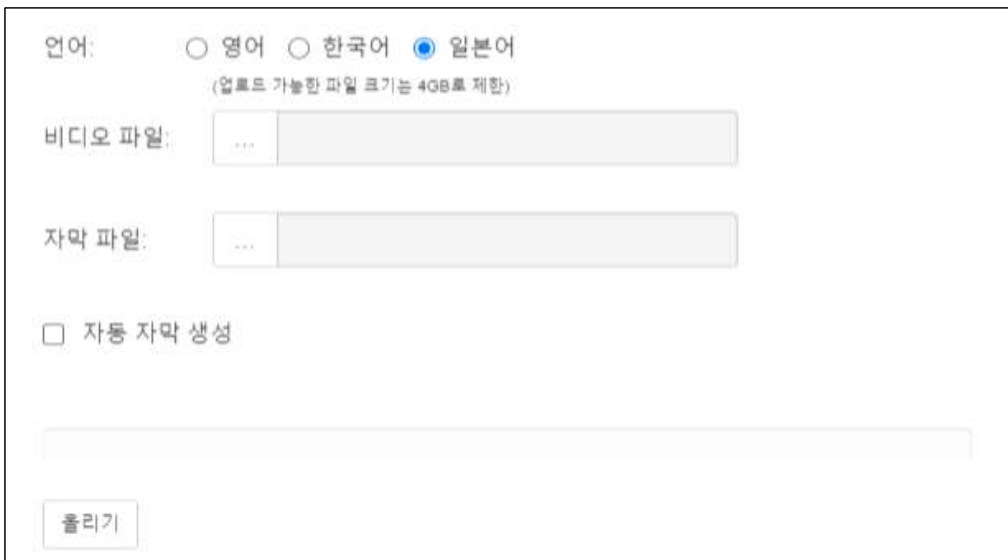 언어: 영어 한국어 일본어
(업로드 가능한 파일 크기는 4GB로 제한)
비디오 파일: ...
자막 파일: ...
자동 자막 생성
올리기